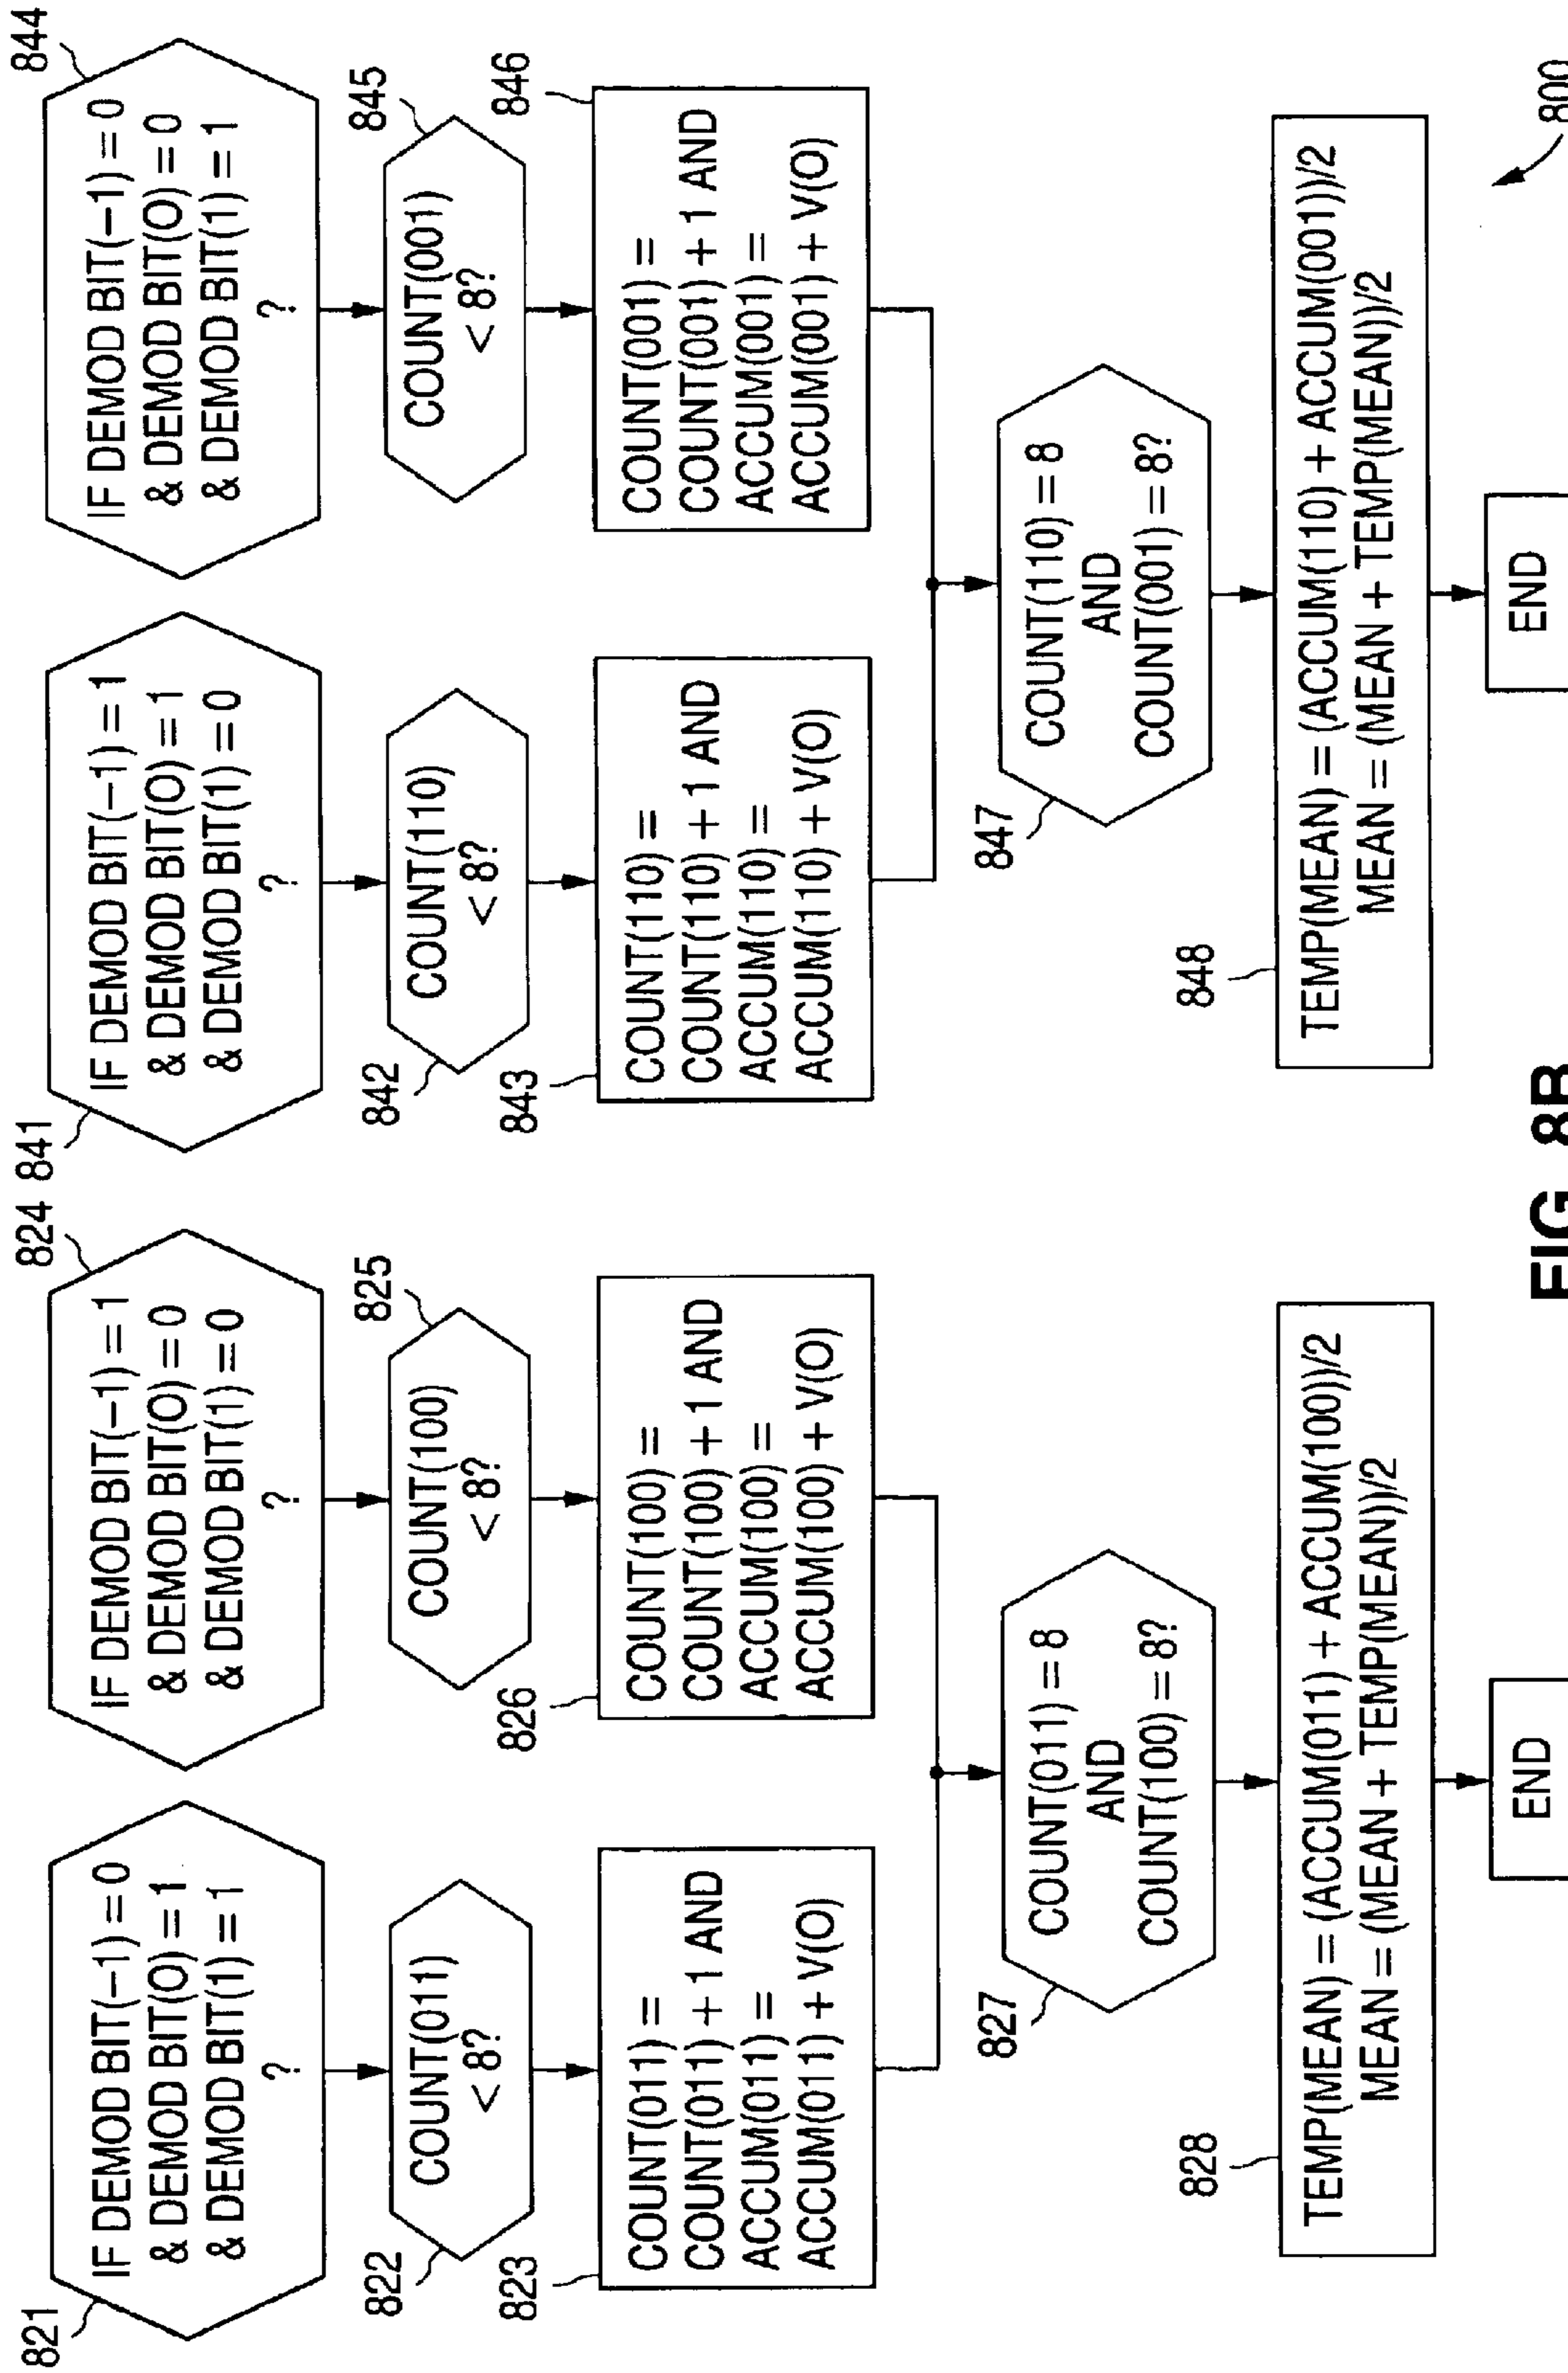 821
IF DEMOD BIT(−1) = 0
& DEMOD BIT(O) = 1
& DEMOD BIT(1) = 1
?
822
COUNT(011)
< 8?
823
COUNT(011) =
COUNT(011) + 1 AND
ACCUM(011) =
ACCUM(011) + V(O)
824
IF DEMOD BIT(−1) = 1
& DEMOD BIT(O) = 0
& DEMOD BIT(1) = 0
?
825
COUNT(100)
< 8?
826
COUNT(100) =
COUNT(100) + 1 AND
ACCUM(100) =
ACCUM(100) + V(O)
827
COUNT(011) = 8
AND
COUNT(100) = 8?
828
TEMP(MEAN) = (ACCUM(011) + ACCUM(100))/2
MEAN = (MEAN + TEMP(MEAN))/2
END
841
IF DEMOD BIT(−1) = 1
& DEMOD BIT(O) = 1
& DEMOD BIT(1) = 0
?
842
COUNT(110)
< 8?
843
COUNT(110) =
COUNT(110) + 1 AND
ACCUM(110) =
ACCUM(110) + V(O)
844
IF DEMOD BIT(−1) = 0
& DEMOD BIT(O) = 0
& DEMOD BIT(1) = 1
?
845
COUNT(001)
< 8?
846
COUNT(001) =
COUNT(001) + 1 AND
ACCUM(001) =
ACCUM(001) + V(O)
847
COUNT(110) = 8
AND
COUNT(001) = 8?
848
TEMP(MEAN) = (ACCUM(110) + ACCUM(001))/2
MEAN = (MEAN + TEMP(MEAN))/2
END
800
FIG. 8B